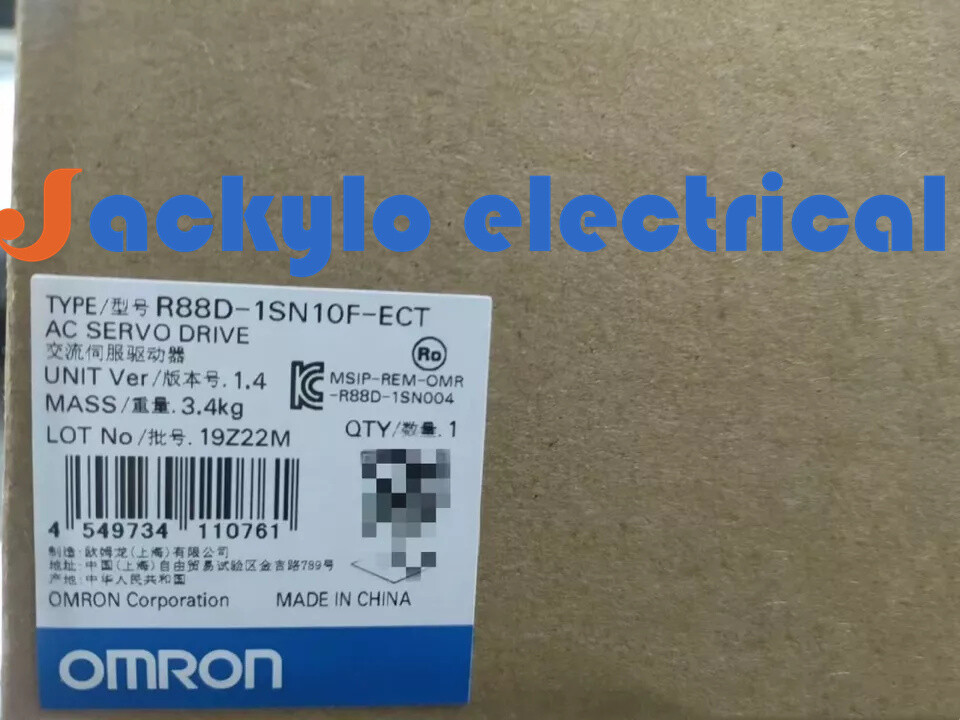 Jackylo electrical
TYPE/型号 R88D-1SN10F-ECT
AC SERVO DRIVE
交流伺服驱动器
Ro
UNIT Ver/版本号. 1.4
MSIP-REM-OMR
-R88D-1SN004
MASS/重量. 3.4kg
LOT No/批号. 19Z22M
QTY/数量. 1
4 549734 110761
制造:欧姆龙(上海)有限公司
地址:中国(上海)自由贸易试验区金吉路789号
产地:中华人民共和国
OMRON Corporation MADE IN CHINA
OMRON